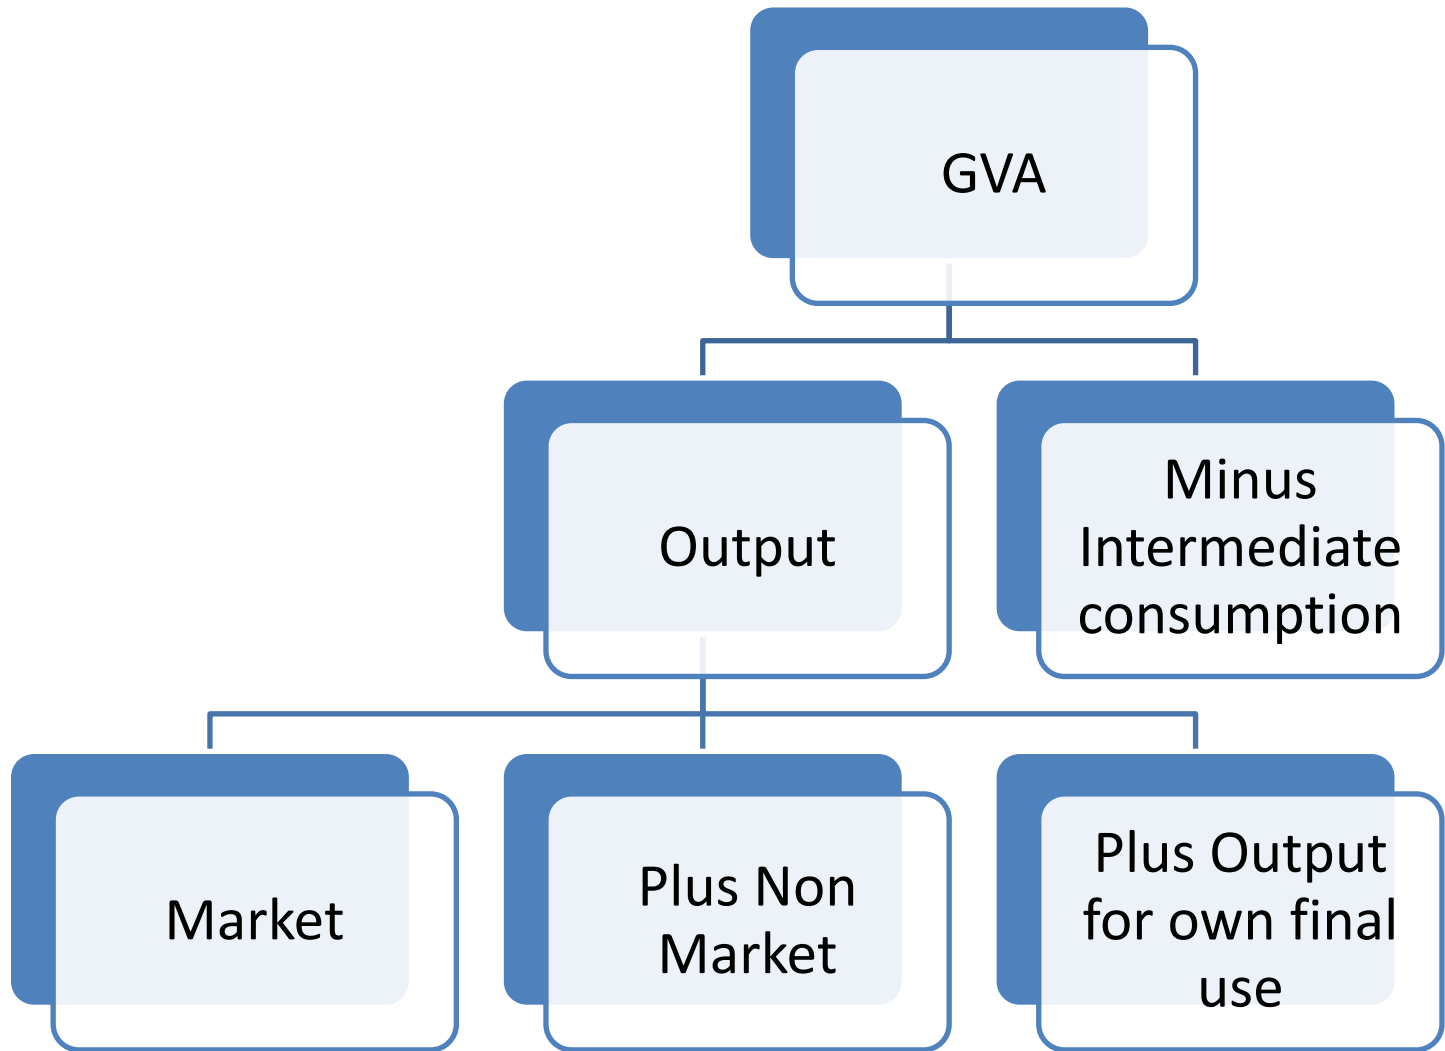 GVA
Output
Minus
Intermediate
consumption
Market
Plus Non
Market
Plus Output
for own final
use